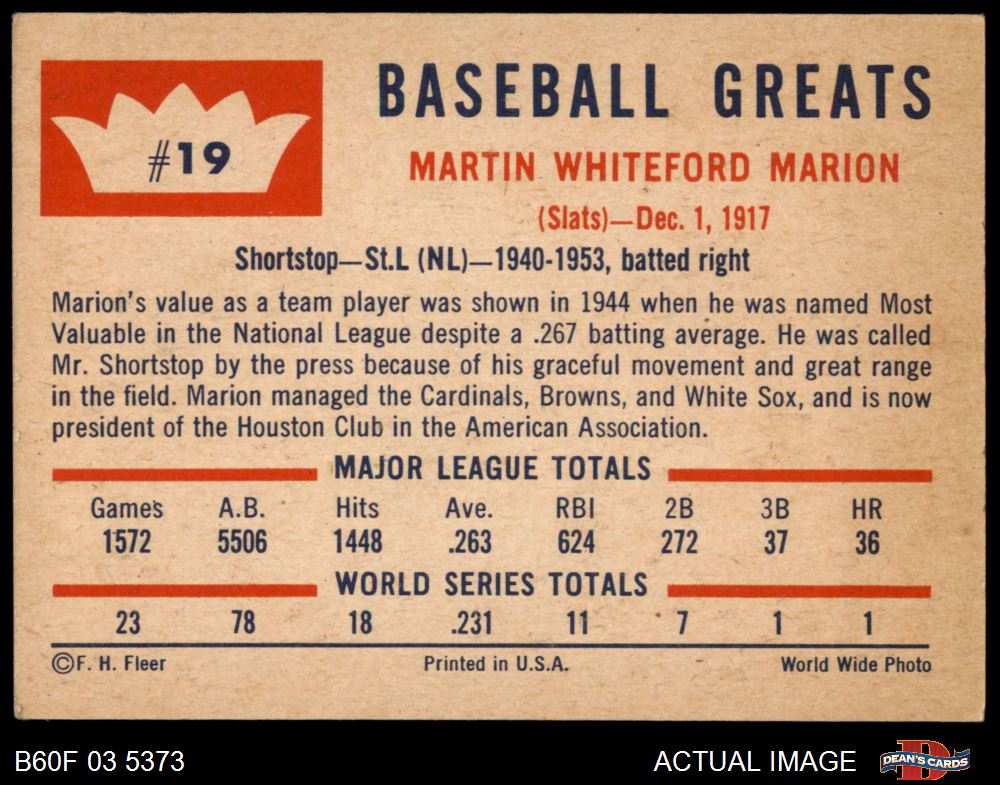 #19
BASEBALL GREATS
MARTIN WHITEFORD MARION
(Slats)—Dec. 1, 1917
Shortstop—St.L (NL)—1940-1953, batted right
Marion's value as a team player was shown in 1944 when he was named Most
Valuable in the National League despite a .267 batting average. He was called
Mr. Shortstop by the press because of his graceful movement and great range
in the field. Marion managed the Cardinals, Browns, and White Sox, and is now
president of the Houston Club in the American Association.
MAJOR LEAGUE TOTALS
Games A.B. Hits Ave. RBI 2B 3B HR
1572 5506 1448 .263 624 272 37 36
WORLD SERIES TOTALS
23 78 18 .231 11 7 1 1
©F. H. Fleer Printed in U.S.A. World Wide Photo
B60F 03 5373 ACTUAL IMAGE D DEAN'S CARDS